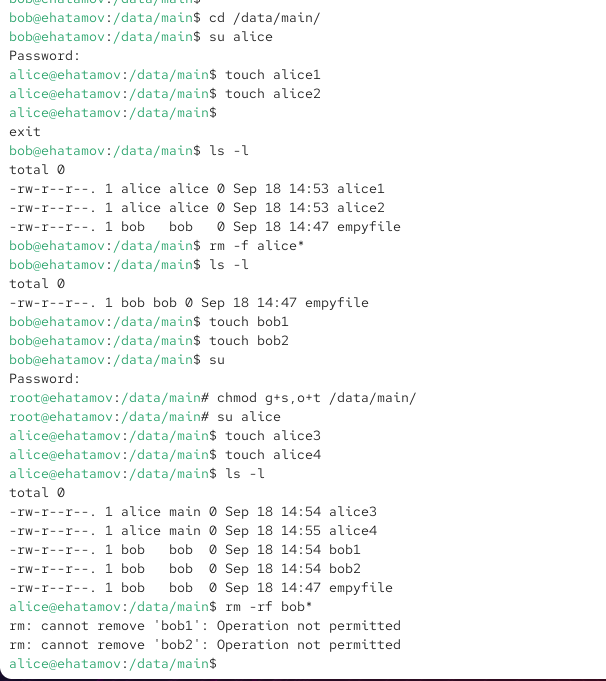 bob@ehatamov:/data/main$
bob@ehatamov:/data/main$ cd /data/main/
bob@ehatamov:/data/main$ su alice
Password:
alice@ehatamov:/data/main$ touch alice1
alice@ehatamov:/data/main$ touch alice2
alice@ehatamov:/data/main$
exit
bob@ehatamov:/data/main$ ls -l
total 0
-rw-r--r--. 1 alice alice 0 Sep 18 14:53 alice1
-rw-r--r--. 1 alice alice 0 Sep 18 14:53 alice2
-rw-r--r--. 1 bob   bob   0 Sep 18 14:47 empyfile
bob@ehatamov:/data/main$ rm -f alice*
bob@ehatamov:/data/main$ ls -l
total 0
-rw-r--r--. 1 bob bob 0 Sep 18 14:47 empyfile
bob@ehatamov:/data/main$ touch bob1
bob@ehatamov:/data/main$ touch bob2
bob@ehatamov:/data/main$ su
Password:
root@ehatamov:/data/main# chmod g+s,o+t /data/main/
root@ehatamov:/data/main# su alice
alice@ehatamov:/data/main$ touch alice3
alice@ehatamov:/data/main$ touch alice4
alice@ehatamov:/data/main$ ls -l
total 0
-rw-r--r--. 1 alice main 0 Sep 18 14:54 alice3
-rw-r--r--. 1 alice main 0 Sep 18 14:55 alice4
-rw-r--r--. 1 bob   bob  0 Sep 18 14:54 bob1
-rw-r--r--. 1 bob   bob  0 Sep 18 14:54 bob2
-rw-r--r--. 1 bob   bob  0 Sep 18 14:47 empyfile
alice@ehatamov:/data/main$ rm -rf bob*
rm: cannot remove 'bob1': Operation not permitted
rm: cannot remove 'bob2': Operation not permitted
alice@ehatamov:/data/main$